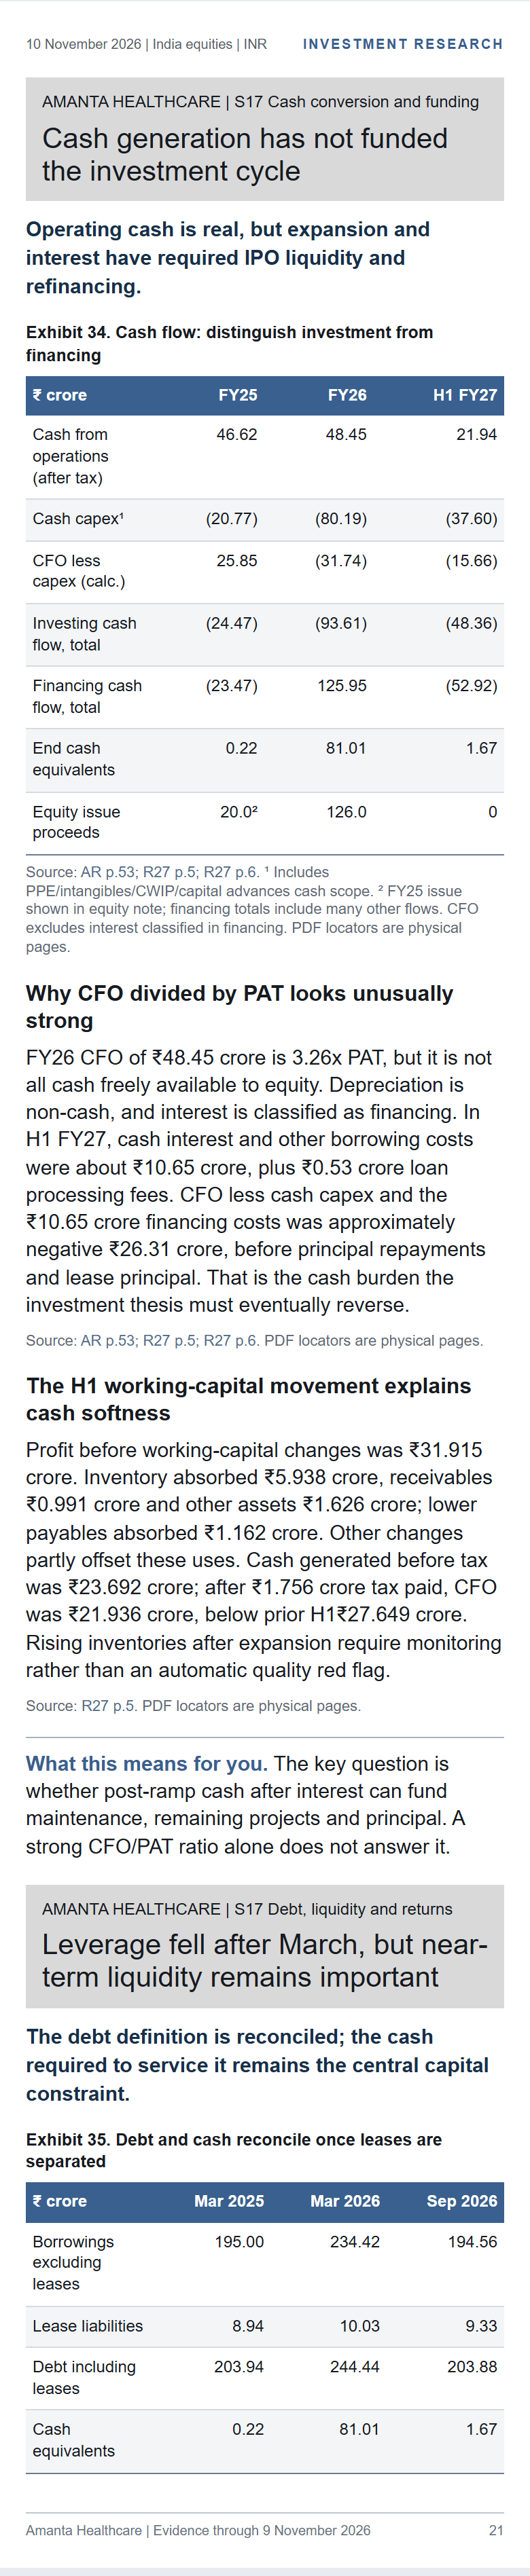 10 November 2026 | India equities | INR
INVESTMENT RESEARCH
AMANTA HEALTHCARE | S17 Cash conversion and funding
Cash generation has not funded
the investment cycle
Operating cash is real, but expansion and
interest have required IPO liquidity and
refinancing.
Exhibit 34. Cash flow: distinguish investment from
financing
₹ crore FY25 FY26 H1 FY27
Cash from
operations
(after tax) 46.62 48.45 21.94
Cash capex¹ (20.77) (80.19) (37.60)
CFO less
capex (calc.) 25.85 (31.74) (15.66)
Investing cash
flow, total (24.47) (93.61) (48.36)
Financing cash
flow, total (23.47) 125.95 (52.92)
End cash
equivalents 0.22 81.01 1.67
Equity issue
proceeds 20.0² 126.0 0
Source: AR p.53; R27 p.5; R27 p.6. ¹ Includes
PPE/intangibles/CWIP/capital advances cash scope. ² FY25 issue
shown in equity note; financing totals include many other flows. CFO
excludes interest classified in financing. PDF locators are physical
pages.
Why CFO divided by PAT looks unusually
strong
FY26 CFO of ₹48.45 crore is 3.26x PAT, but it is not
all cash freely available to equity. Depreciation is
non-cash, and interest is classified as financing. In
H1 FY27, cash interest and other borrowing costs
were about ₹10.65 crore, plus ₹0.53 crore loan
processing fees. CFO less cash capex and the
₹10.65 crore financing costs was approximately
negative ₹26.31 crore, before principal repayments
and lease principal. That is the cash burden the
investment thesis must eventually reverse.
Source: AR p.53; R27 p.5; R27 p.6. PDF locators are physical pages.
The H1 working-capital movement explains
cash softness
Profit before working-capital changes was ₹31.915
crore. Inventory absorbed ₹5.938 crore, receivables
₹0.991 crore and other assets ₹1.626 crore; lower
payables absorbed ₹1.162 crore. Other changes
partly offset these uses. Cash generated before tax
was ₹23.692 crore; after ₹1.756 crore tax paid, CFO
was ₹21.936 crore, below prior H1₹27.649 crore.
Rising inventories after expansion require monitoring
rather than an automatic quality red flag.
Source: R27 p.5. PDF locators are physical pages.
What this means for you. The key question is
whether post-ramp cash after interest can fund
maintenance, remaining projects and principal. A
strong CFO/PAT ratio alone does not answer it.
AMANTA HEALTHCARE | S17 Debt, liquidity and returns
Leverage fell after March, but near-
term liquidity remains important
The debt definition is reconciled; the cash
required to service it remains the central capital
constraint.
Exhibit 35. Debt and cash reconcile once leases are
separated
₹ crore Mar 2025 Mar 2026 Sep 2026
Borrowings
excluding
leases 195.00 234.42 194.56
Lease liabilities 8.94 10.03 9.33
Debt including
leases 203.94 244.44 203.88
Cash
equivalents 0.22 81.01 1.67
Amanta Healthcare | Evidence through 9 November 2026
21